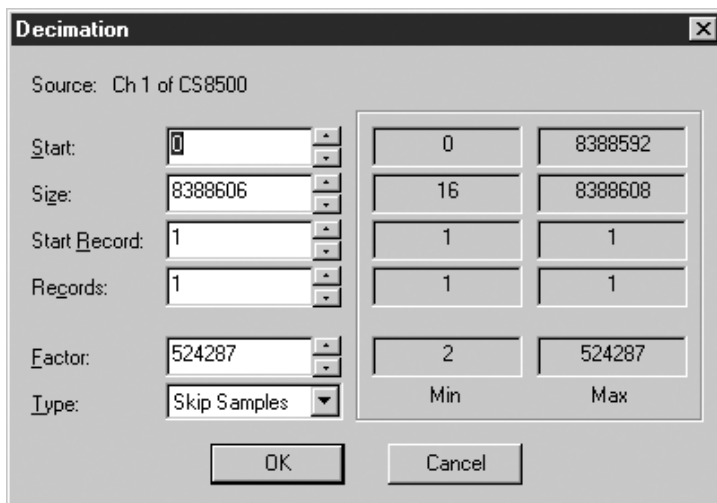 Decimation
Source: Ch 1 of CS8500
Start: 0 0 8388592
Size: 8388606 16 8388608
Start Record: 1 1 1
Records: 1 1 1
Factor: 524287 2 524287
Type: Skip Samples Min Max
OK Cancel